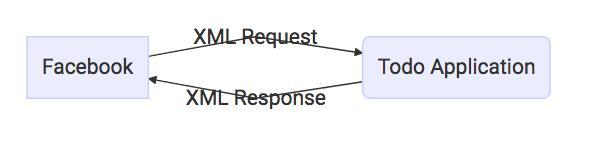 XML Request
Facebook
Todo Application
XML Response